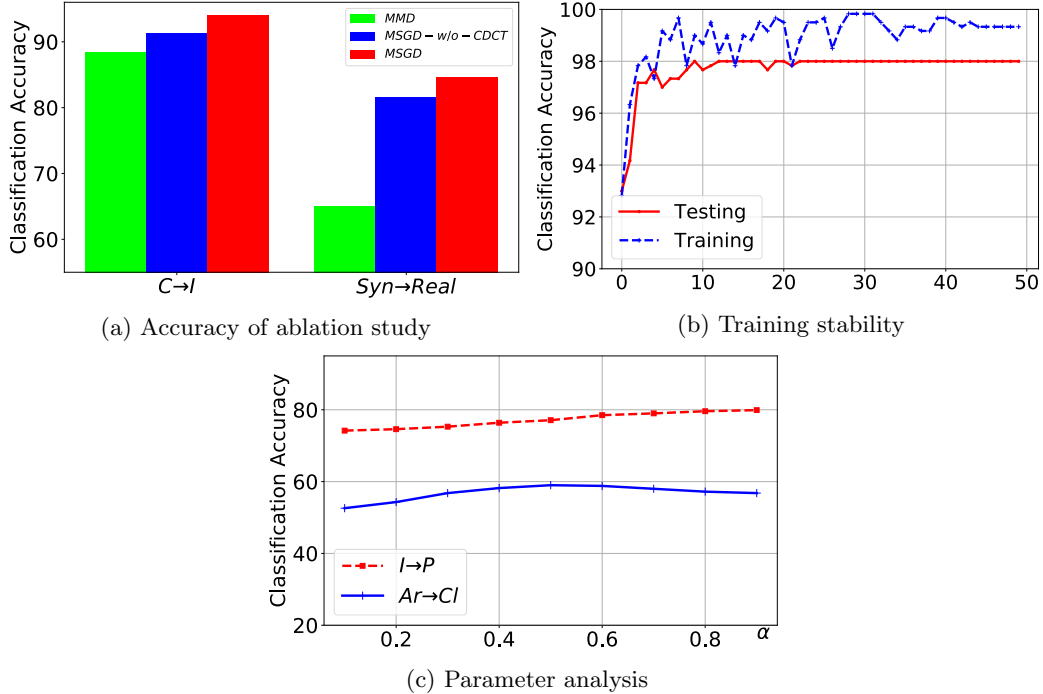 Classification Accuracy
90
80
70
60
MMD
MSGD-w/o-CDCT
MSGD
C→I
Syn→Real
(a) Accuracy of ablation study
Classification Accuracy
100
98
96
94
92
90
Testing
Training
0 10 20 30 40 50
(b) Training stability
Classification Accuracy
80
60
40
20
I→P
Ar→Cl
0.2 0.4 0.6 0.8 α
(c) Parameter analysis